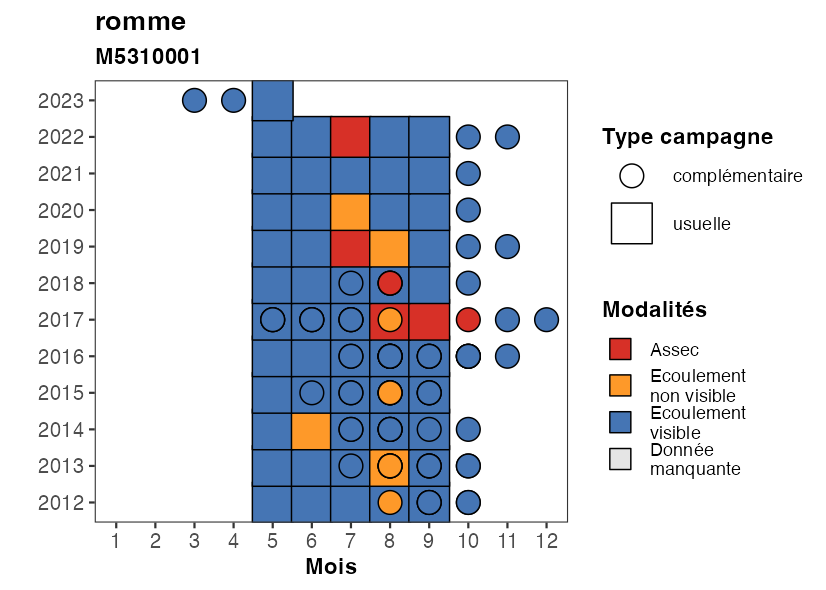 romme
M5310001
2023
2022
2021
2020
2019
2018
2017
2016
2015
2014
2013
2012
1 2 3 4 5 6 7 8 9 10 11 12
Mois
Type campagne
complémentaire
usuelle
Modalités
Assec
Ecoulement
non visible
Ecoulement
visible
Donnée
manquante